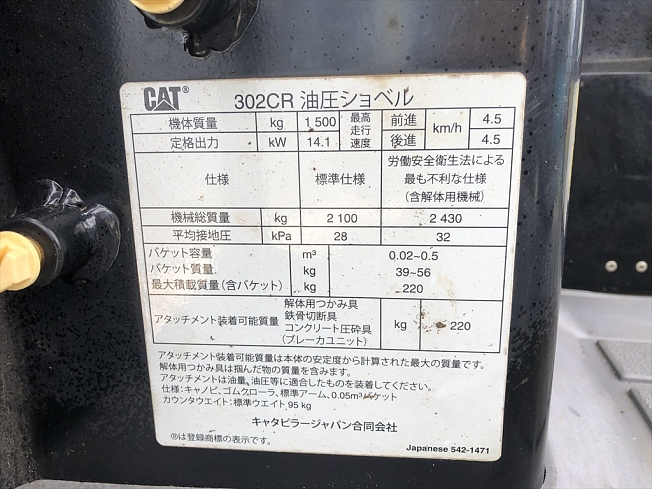 CAT® 302CR 油圧ショベル
機体質量 kg 1 500 最高走行速度 前進 km/h 4.5
定格出力 kW 14.1 後進 4.5
仕様 標準仕様 労働安全衛生法による
最も不利な仕様
(含解体用機械)
機械総質量 kg 2 100 2 430
平均接地圧 kPa 28 32
バケット容量 m³ 0.02~0.5
バケット質量 kg 39~56
最大積載質量(含バケット) kg 220
アタッチメント装着可能質量 解体用つかみ具
鉄骨切断具
コンクリート圧砕具
(ブレーカユニット) kg 220
アタッチメント装着可能質量は本体の安定度から計算された最大の質量です。
解体用つかみ具は掴んだ物の質量を含みます。
アタッチメントは油量、油圧等に適合したものを装着してください。
仕様:キャノピ、ゴムクローラ、標準アーム、0.05m³バケット
カウンタウエイト:標準ウエイト 95 kg
キャタピラージャパン合同会社
®は登録商標の表示です。
Japanese 542-1471